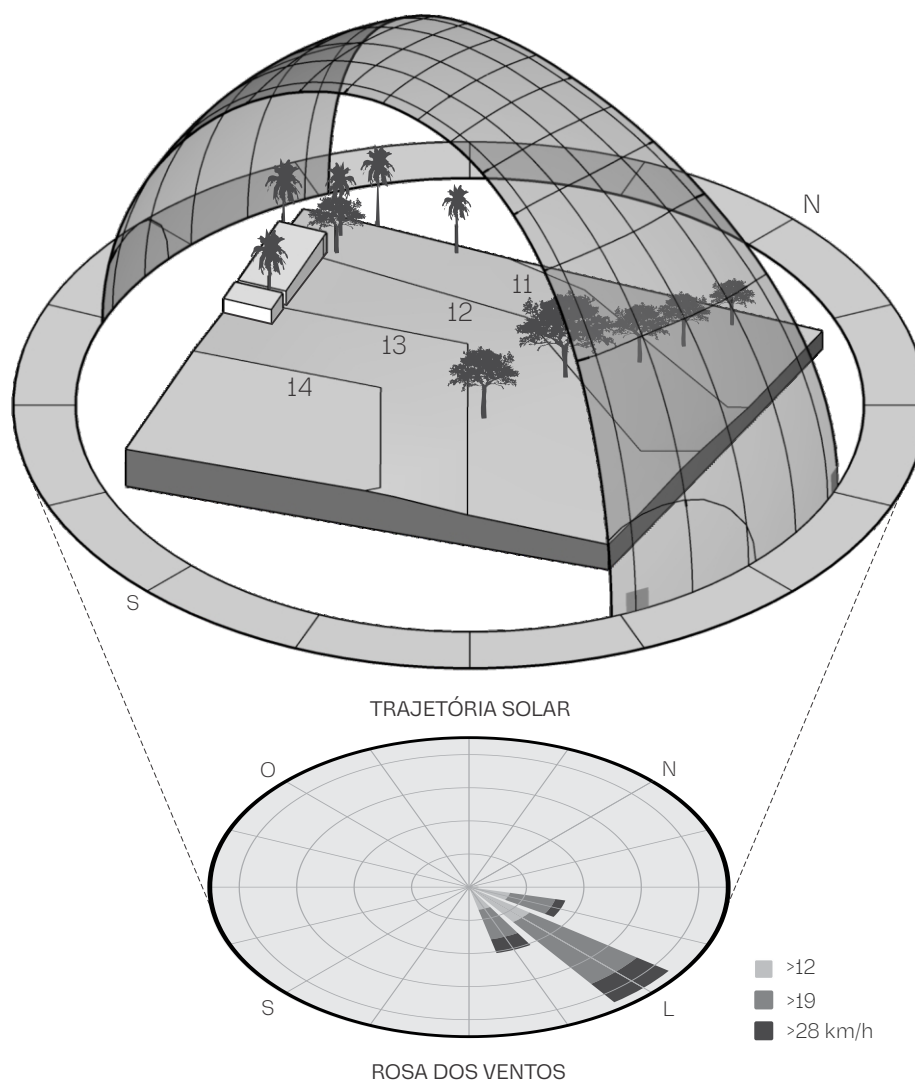 N
11
12
13
14
S
TRAJETÓRIA SOLAR
O
N
S
L
>12
>19
>28 km/h
ROSA DOS VENTOS